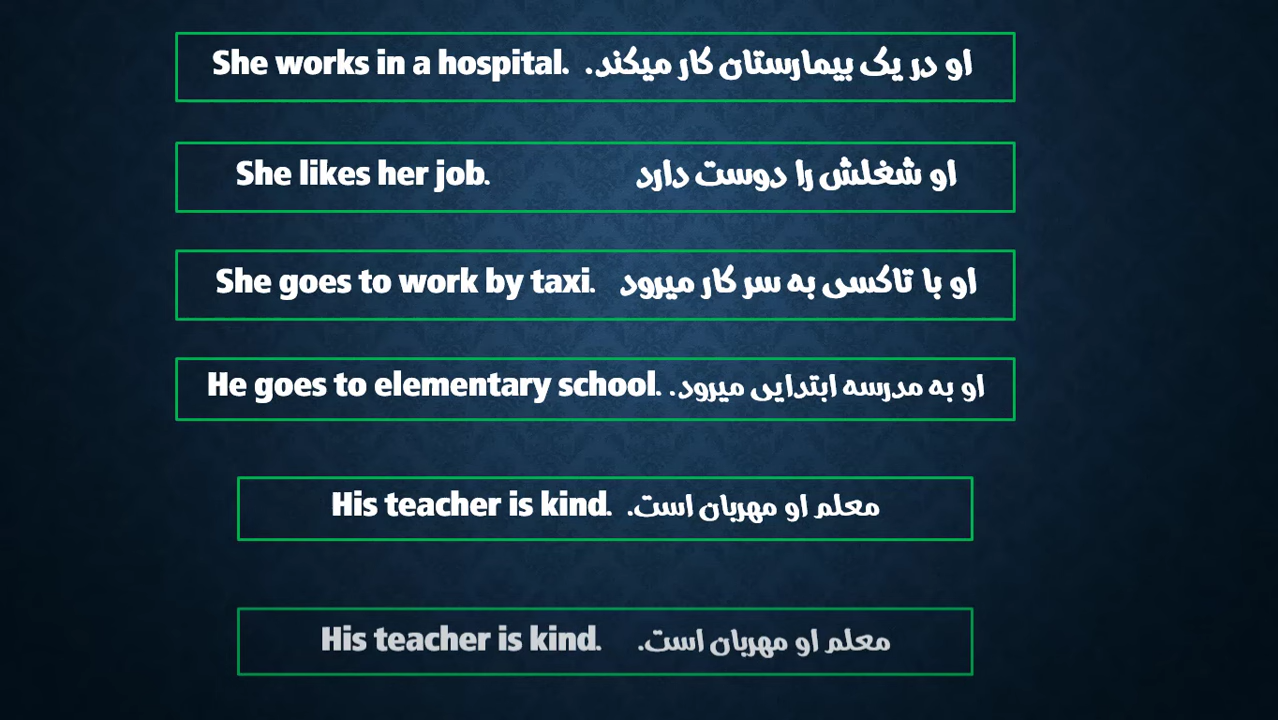 She works in a hospital. او در یک بیمارستان کار میکند.
She likes her job. او شغلش را دوست دارد
She goes to work by taxi. او با تاکسی به سر کار میرود
He goes to elementary school. او به مدرسه ابتدایی میرود.
His teacher is kind. معلم او مهربان است.
His teacher is kind. معلم او مهربان است.